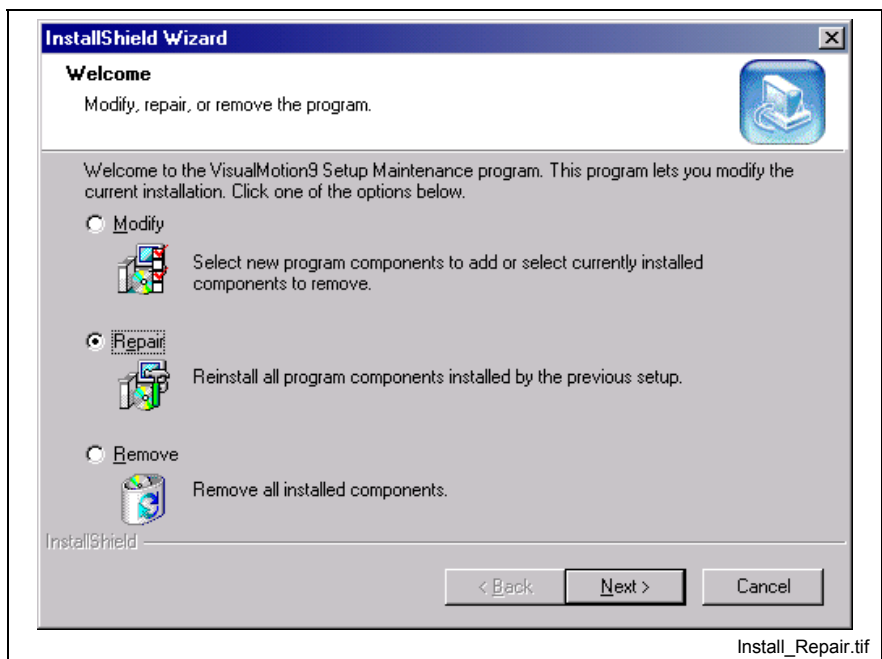 InstallShield Wizard
Welcome
Modify, repair, or remove the program.
Welcome to the VisualMotion9 Setup Maintenance program. This program lets you modify the
current installation. Click one of the options below.
Modify
Select new program components to add or select currently installed
components to remove.
Repair
Reinstall all program components installed by the previous setup.
Remove
Remove all installed components.
InstallShield
< Back
Next >
Cancel
Install_Repair.tif